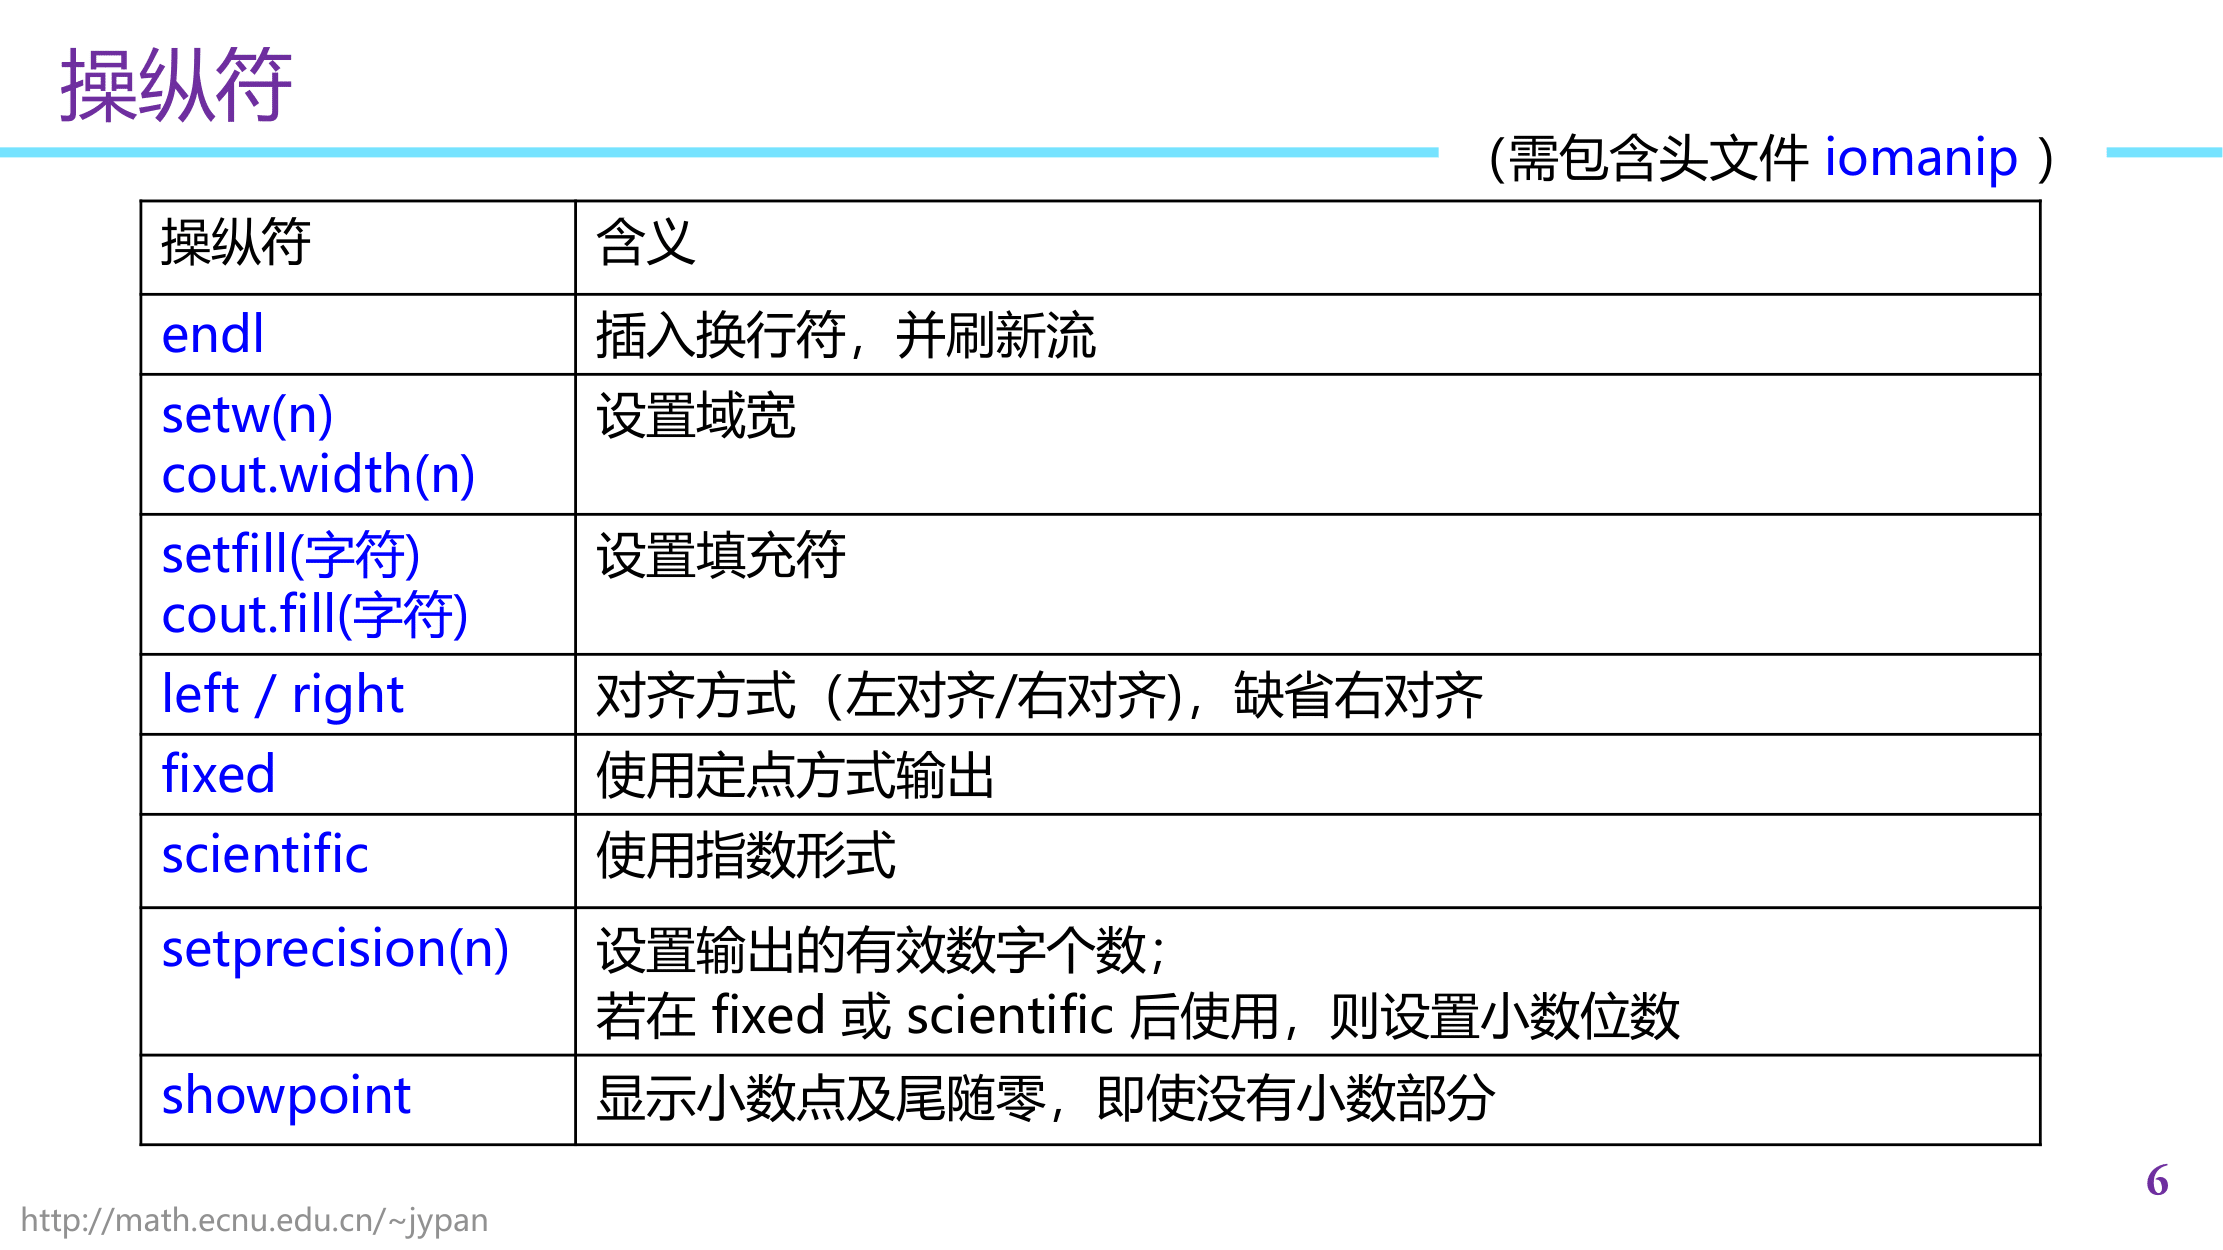 操纵符
（需包含头文件 iomanip ）
操纵符
含义
endl
插入换行符，并刷新流
setw(n)
cout.width(n)
设置域宽
setfill(字符)
cout.fill(字符)
设置填充符
left / right
对齐方式（左对齐/右对齐)，缺省右对齐
fixed
使用定点方式输出
scientific
使用指数形式
setprecision(n)
设置输出的有效数字个数；
若在 fixed 或 scientific 后使用，则设置小数位数
showpoint
显示小数点及尾随零，即使没有小数部分
6
http://math.ecnu.edu.cn/~jypan